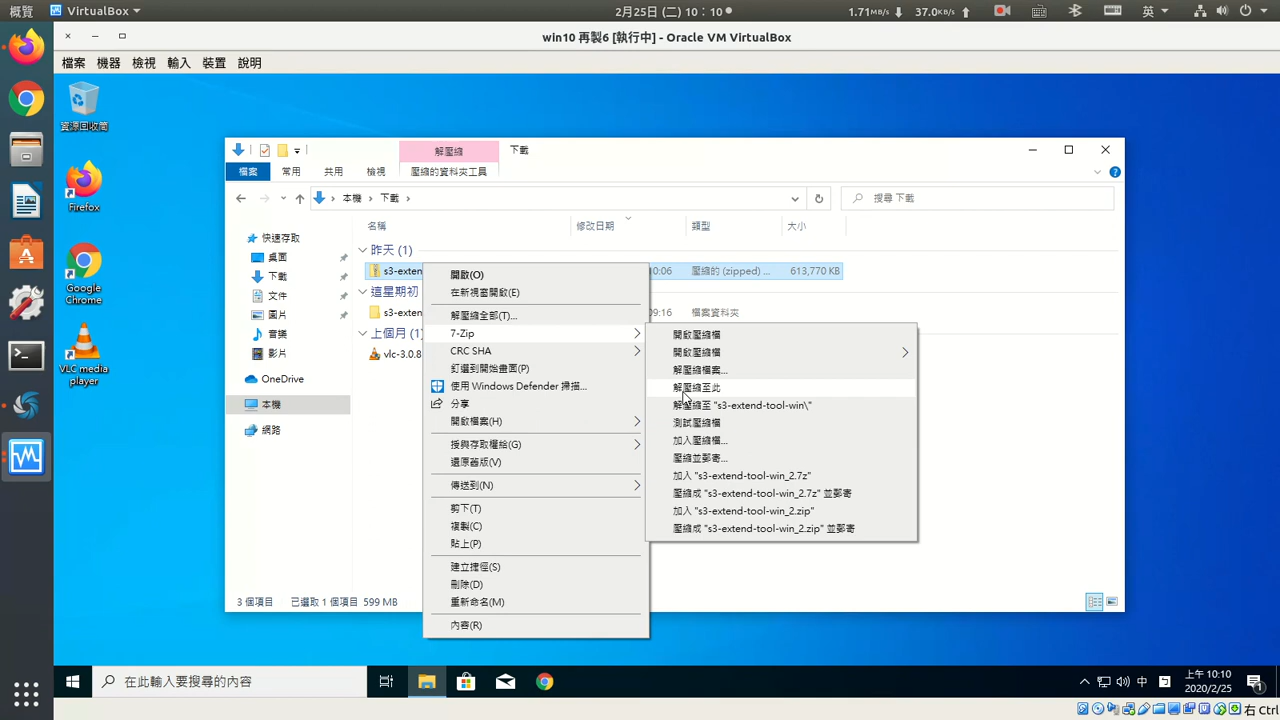 概覽 VirtualBox 2月25日 (二) 10：10 1.71MB/s 37.0KB/s 英
win10 再製6 [執行中] - Oracle VM VirtualBox
檔案 機器 檢視 輸入 裝置 說明
資源回收筒
Firefox
Google Chrome
VLC media player
解壓縮 下載
檔案 常用 共用 檢視 壓縮的資料夾工具
本機 下載
搜尋 下載
名稱 修改日期 類型 大小
快速存取
桌面
下載
文件
圖片
音樂
影片
OneDrive
本機
網路
昨天 (1)
s3-exten 10:06 壓縮的 (zipped) ... 613,770 KB
這星期初
s3-exten 09:16 檔案資料夾
上個月 (1)
vlc-3.0.8
開啟(O)
在新視窗開啟(E)
解壓縮全部(T)...
7-Zip
CRC SHA
釘選到開始畫面(P)
使用 Windows Defender 掃描...
分享
開啟檔案(H)
授與存取權給(G)
還原舊版(V)
傳送到(N)
剪下(T)
複製(C)
貼上(P)
建立捷徑(S)
刪除(D)
重新命名(M)
內容(R)
開啟壓縮檔
開啟壓縮檔
解壓縮檔案...
解壓縮至此
解壓縮至 "s3-extend-tool-win\"
測試壓縮檔
加入壓縮檔...
壓縮並郵寄...
加入 "s3-extend-tool-win_2.7z"
壓縮成 "s3-extend-tool-win_2.7z" 並郵寄
加入 "s3-extend-tool-win_2.zip"
壓縮成 "s3-extend-tool-win_2.zip" 並郵寄
3 個項目 已選取 1 個項目 599 MB
在此輸入要搜尋的內容
中
上午 10:10
2020/2/25
右 Ctrl